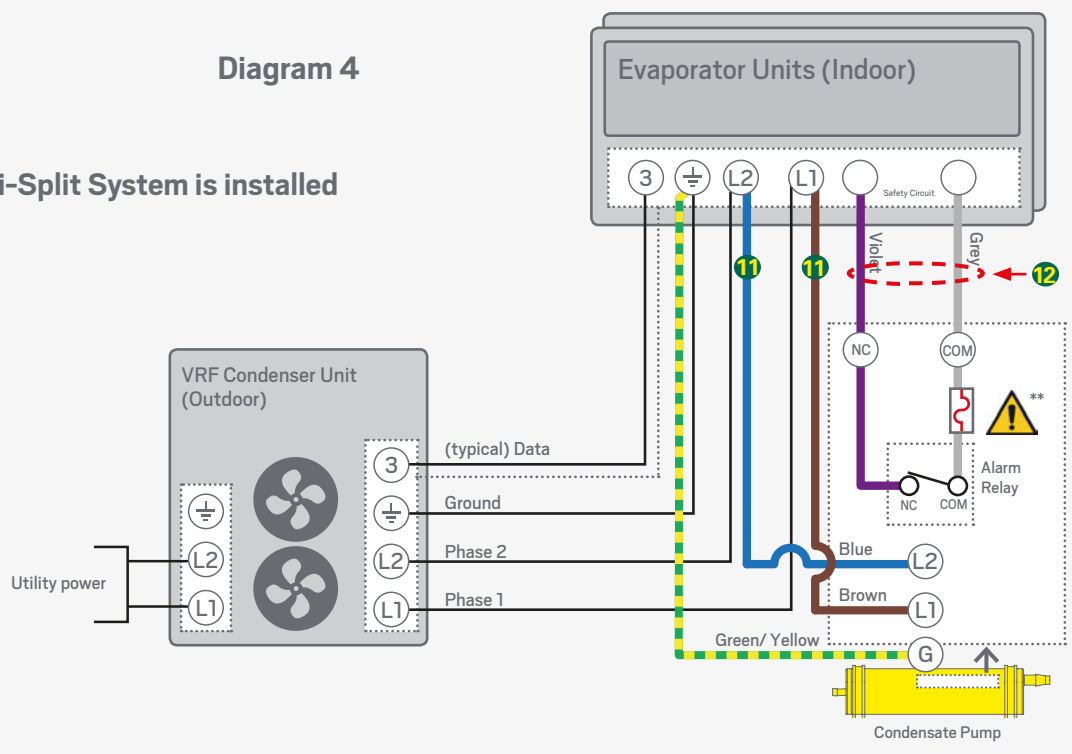 Diagram 4
i-Split System is installed
Evaporator Units (Indoor)
3
L2
L1
Safety Circuit
Violet
Grey
11
11
12
NC
COM
**
VRF Condenser Unit
(Outdoor)
3
(typical) Data
Alarm
Relay
NC
COM
Ground
L2
L2
Phase 2
Blue
L2
Utility power
L1
L1
Phase 1
Brown
L1
Green/ Yellow
G
Condensate Pump